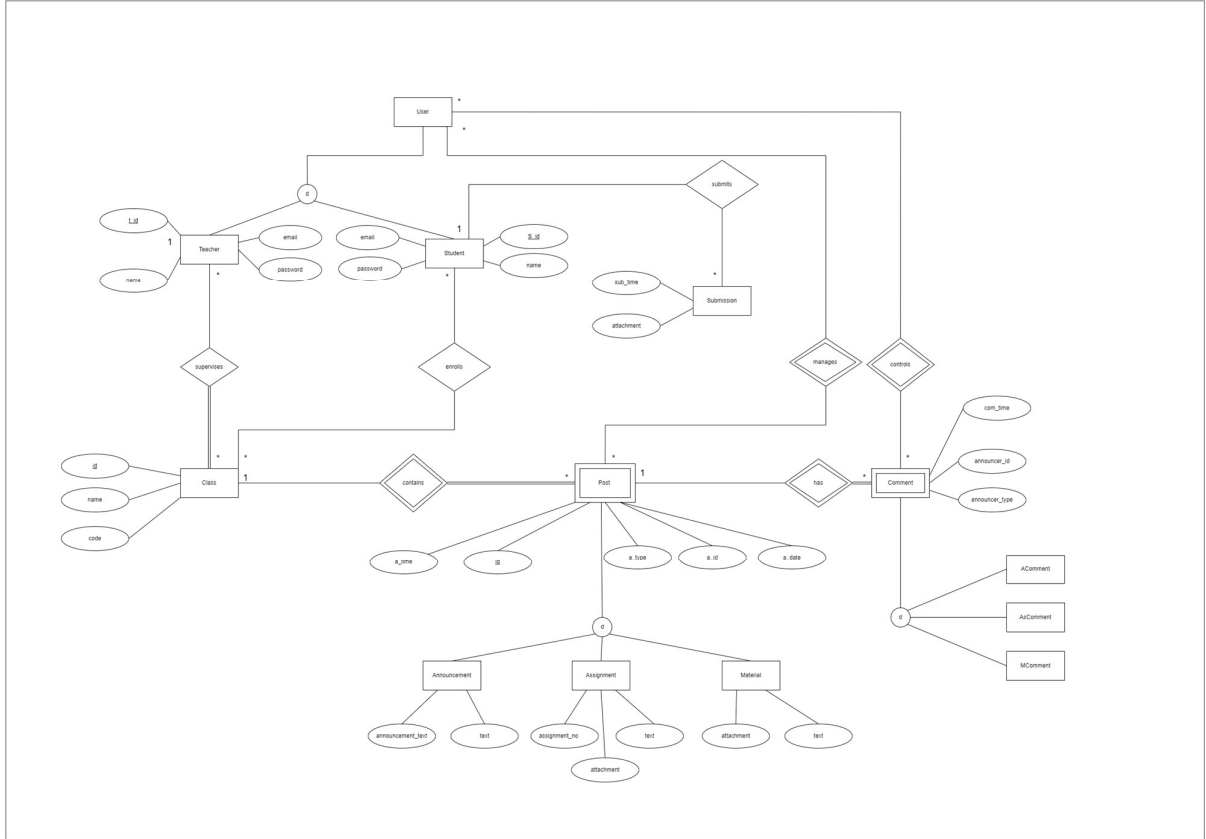 *
User
*
submits
d
t_id
1
Teacher
email
password
name
*
email
password
1
Student
S_id
name
*
*
sub_time
Submission
attachment
supervises
enrolls
manages
controls
com_time
id
name
code
*
*
Class
1
contains
*
*
Post
1
has
*
*
Comment
announcer_id
announcer_type
a_time
id
a_type
a_id
a_date
AComment
d
AsComment
MComment
d
Announcement
Assignment
Material
announcement_text
text
assignment_no
text
attachment
text
attachment